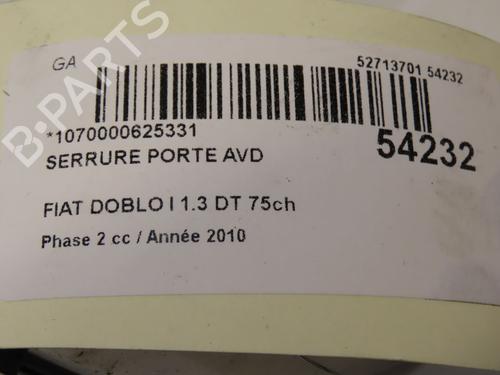 GA
52713701 54232
*1070000625331
54232
SERRURE PORTE AVD
FIAT DOBLO I 1.3 DT 75ch
Phase 2 cc / Année 2010
B-PARTS